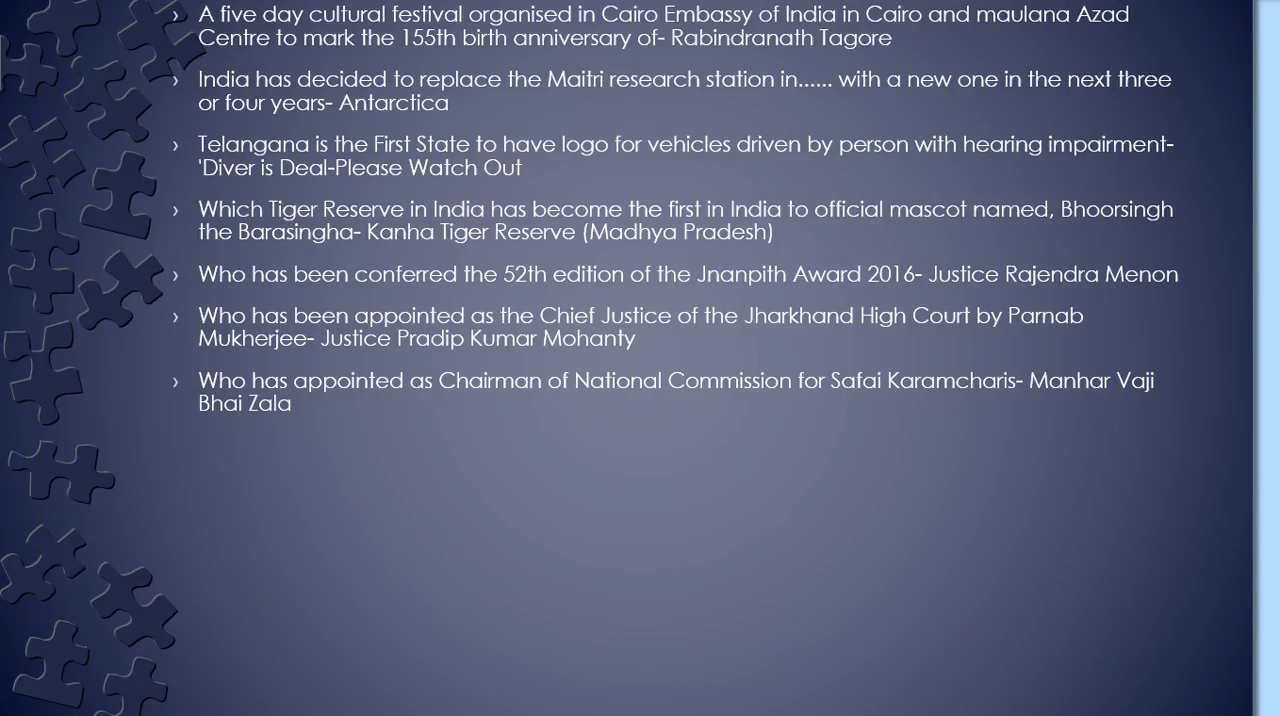 › A five day cultural festival organised in Cairo Embassy of India in Cairo and maulana Azad
Centre to mark the 155th birth anniversary of- Rabindranath Tagore
› India has decided to replace the Maitri research station in...... with a new one in the next three
or four years- Antarctica
› Telangana is the First State to have logo for vehicles driven by person with hearing impairment-
'Diver is Deal-Please Watch Out
› Which Tiger Reserve in India has become the first in India to official mascot named, Bhoorsingh
the Barasingha- Kanha Tiger Reserve (Madhya Pradesh)
› Who has been conferred the 52th edition of the Jnanpith Award 2016- Justice Rajendra Menon
› Who has been appointed as the Chief Justice of the Jharkhand High Court by Parnab
Mukherjee- Justice Pradip Kumar Mohanty
› Who has appointed as Chairman of National Commission for Safai Karamcharis- Manhar Vaji
Bhai Zala